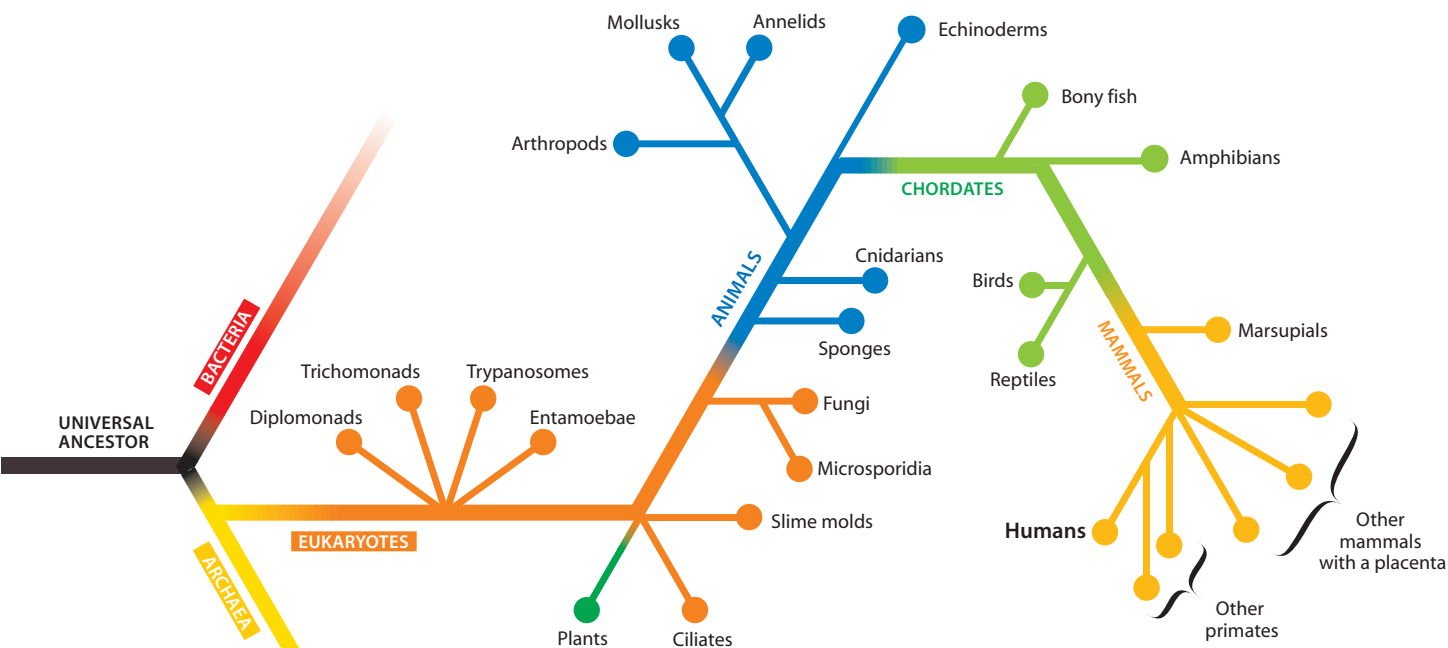 Mollusks
Annelids
Echinoderms
Bony fish
Arthropods
Amphibians
CHORDATES
Cnidarians
ANIMALS
Birds
BACTERIA
Marsupials
Sponges
MAMMALS
Trichomonads
Trypanosomes
Reptiles
Fungi
Diplomonads
Entamoebae
UNIVERSAL
ANCESTOR
Microsporidia
Slime molds
Humans
Other
mammals
with a placenta
EUKARYOTES
ARCHAEA
Plants
Ciliates
Other
primates